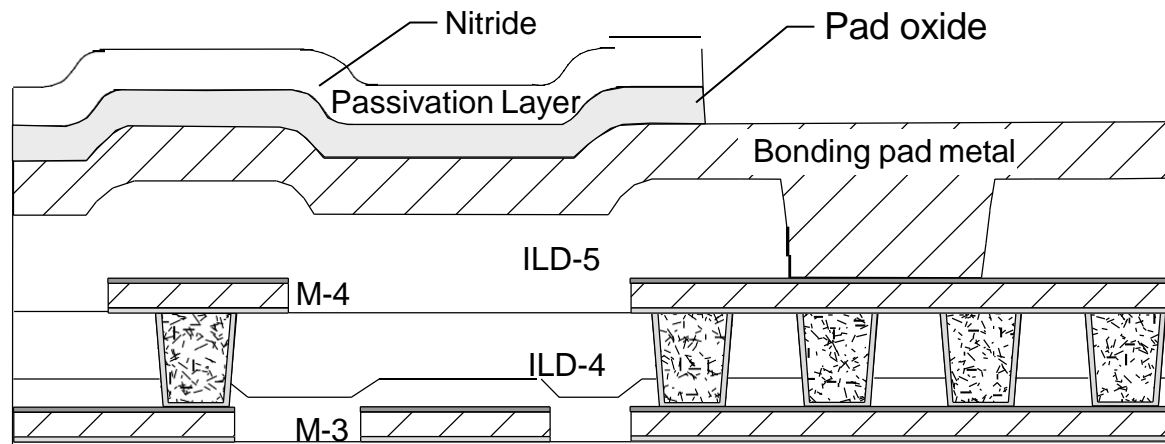 Nitride
Pad oxide
Passivation Layer
Bonding pad metal
ILD-5
M-4
ILD-4
M-3